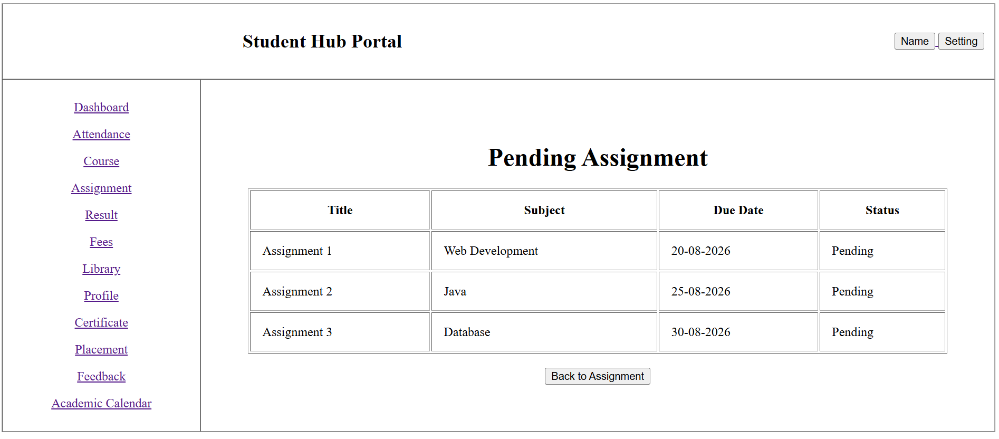 Student Hub Portal
Name Setting
Dashboard
Attendance
Course
Assignment
Result
Fees
Library
Profile
Certificate
Placement
Feedback
Academic Calendar
Pending Assignment
Title Subject Due Date Status
Assignment 1 Web Development 20-08-2026 Pending
Assignment 2 Java 25-08-2026 Pending
Assignment 3 Database 30-08-2026 Pending
Back to Assignment